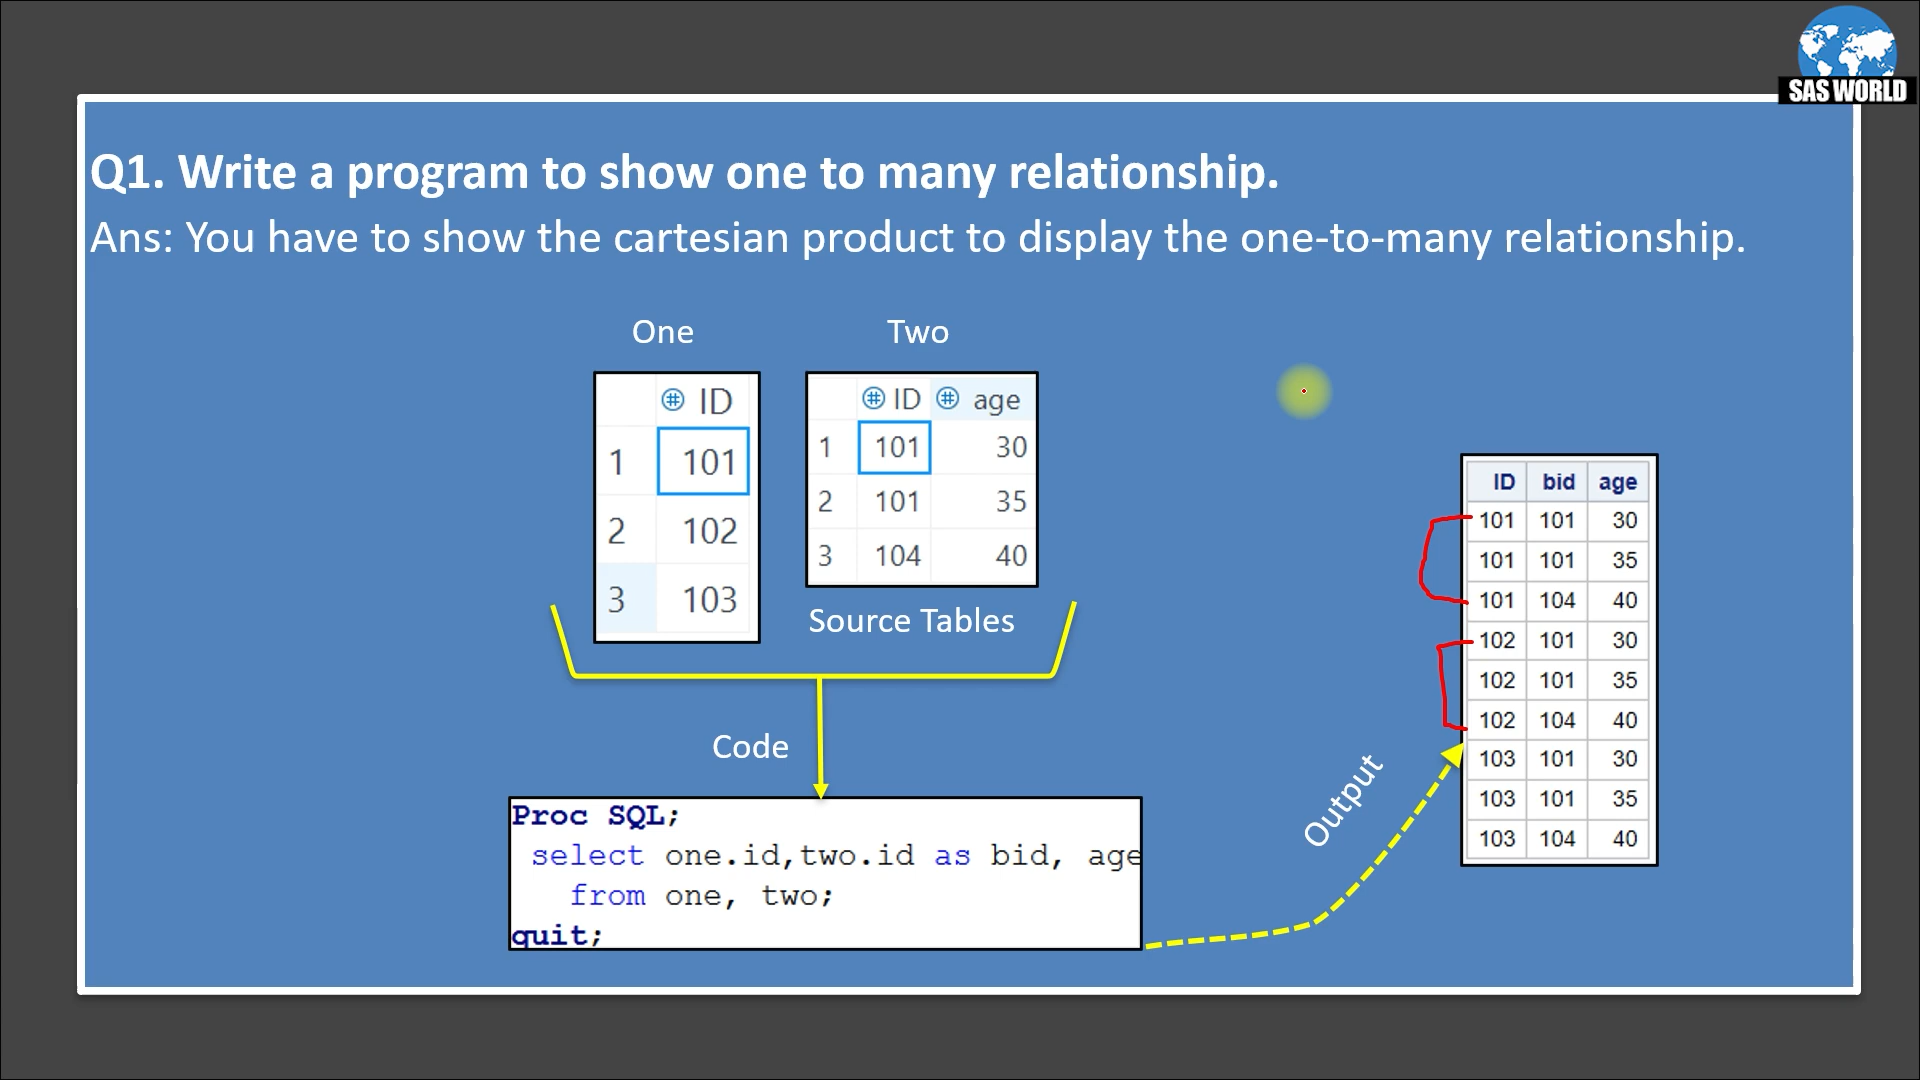 SAS WORLD
Q1. Write a program to show one to many relationship.
Ans: You have to show the cartesian product to display the one-to-many relationship.
One
ID
1 101
2 102
3 103
Two
ID age
1 101 30
2 101 35
3 104 40
Source Tables
Code
Proc SQL;
select one.id,two.id as bid, age
from one, two;
quit;
Output
ID bid age
101 101 30
101 101 35
101 104 40
102 101 30
102 101 35
102 104 40
103 101 30
103 101 35
103 104 40